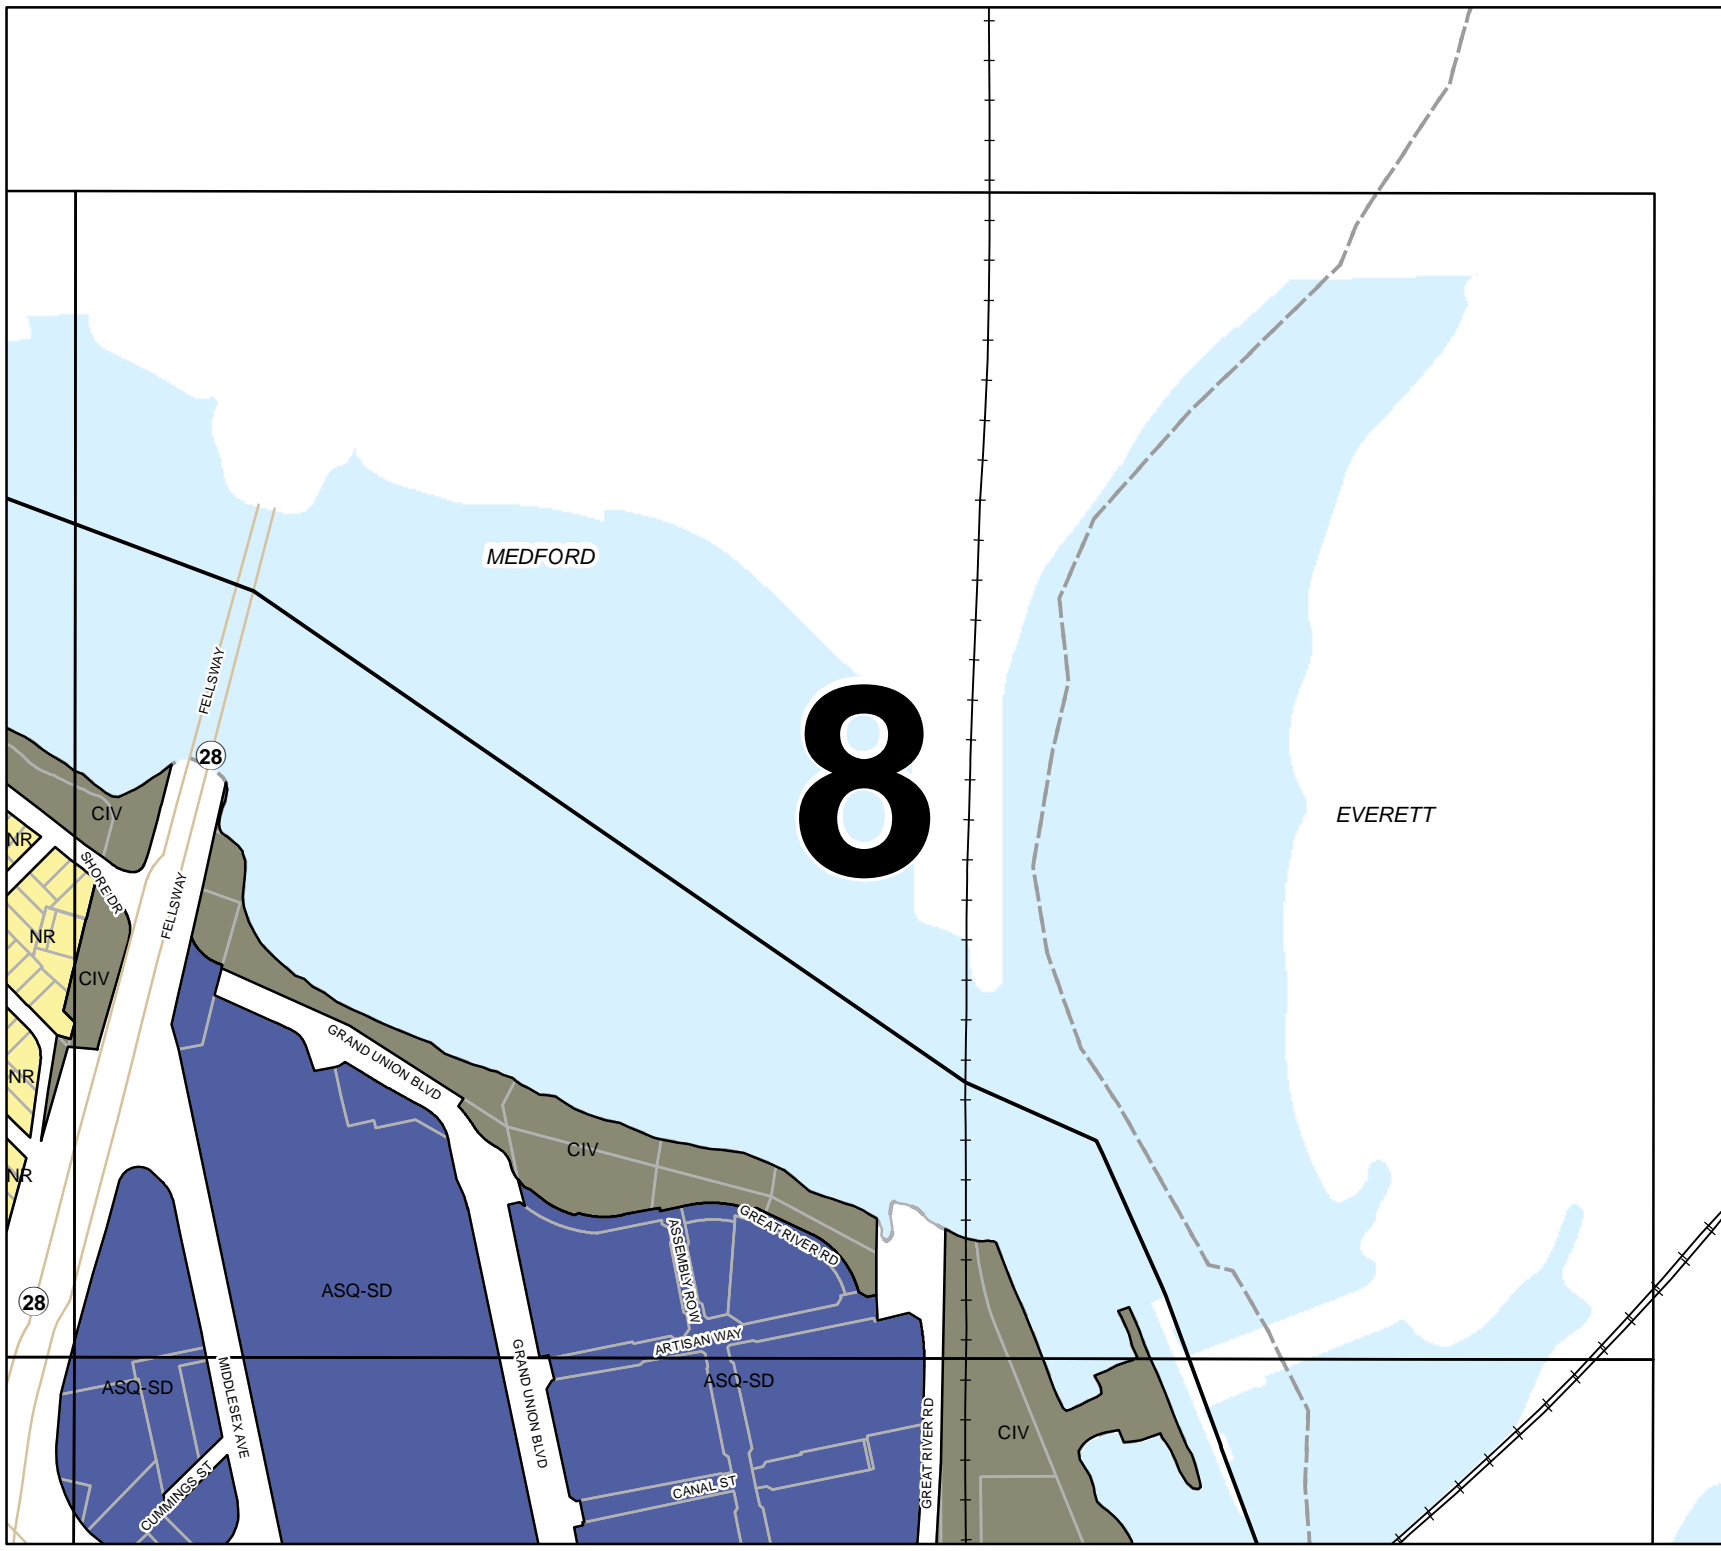 MEDFORD
FELLSWAY
8
28
CIV
EVERETT
NR
SHORE DR
FELLSWAY
NR
CIV
GRAND UNION BLVD
NR
CIV
NR
GREAT RIVER RD
ASSEMBLY ROW
ASQ-SD
28
ARTISAN WAY
GRAND UNION BLVD
MIDDLESEX AVE
ASQ-SD
ASQ-SD
GREAT RIVER RD
CIV
CANAL ST
CUMMINGS ST